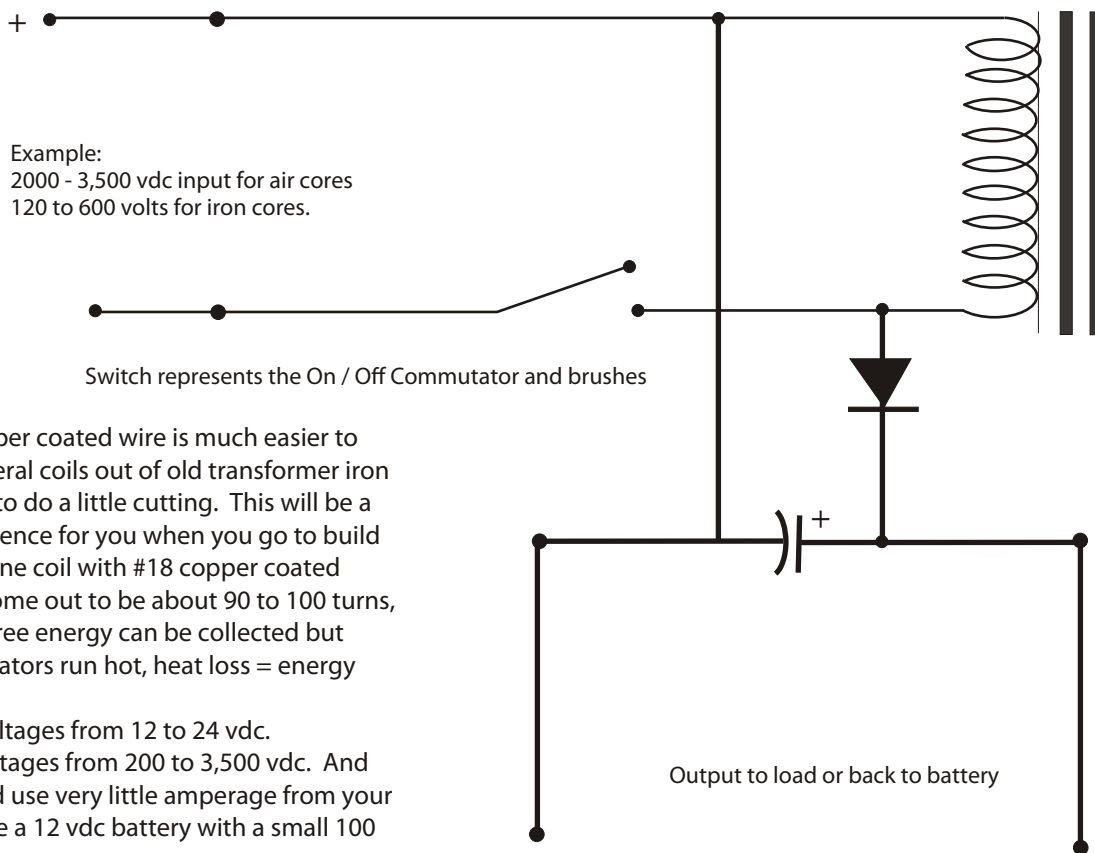 +
Example:
2000 - 3,500 vdc input for air cores
120 to 600 volts for iron cores.
Switch represents the On / Off Commutator and brushes
per coated wire is much easier to
eral coils out of old transformer iron
to do a little cutting. This will be a
ence for you when you go to build
ne coil with #18 copper coated
ome out to be about 90 to 100 turns,
ree energy can be collected but
ators run hot, heat loss = energy
+
ltages from 12 to 24 vdc.
tages from 200 to 3,500 vdc. And
d use very little amperage from your
e a 12 vdc battery with a small 100
Output to load or back to battery